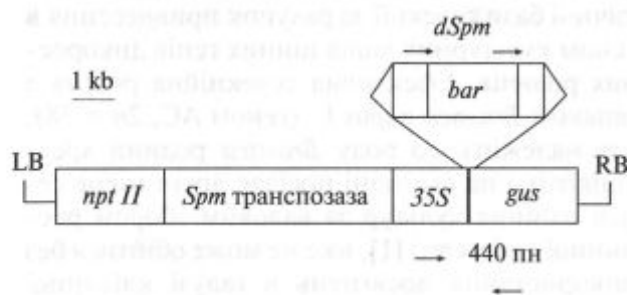 dSpm
1 kb
bar
LB
RB
npt II
Spm транспозаза
35S
gus
440 пн